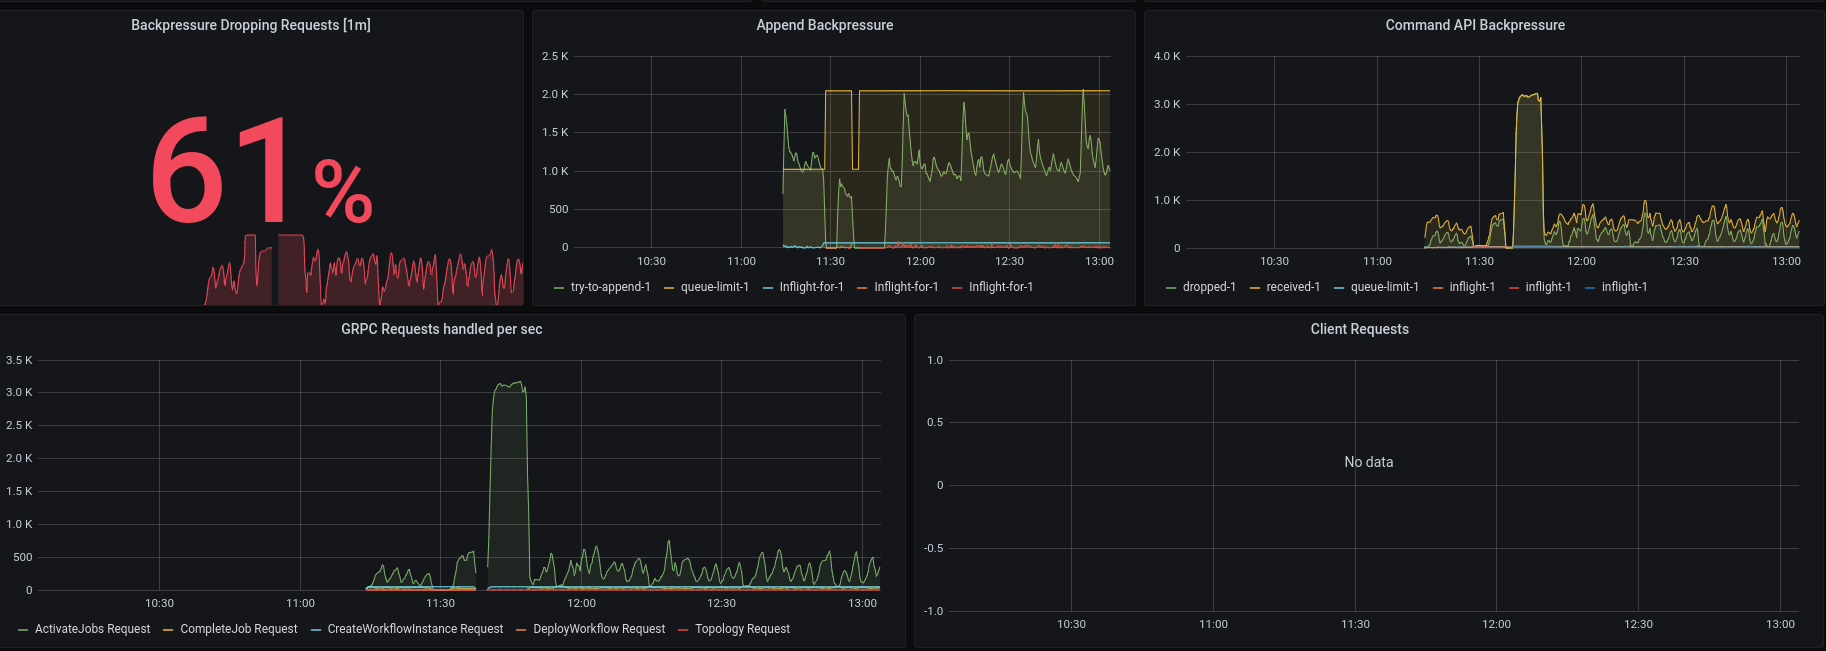 Backpressure Dropping Requests [1m]
61%
Append Backpressure
2.5 K
2.0 K
1.5 K
1.0 K
500
0
10:30 11:00 11:30 12:00 12:30 13:00
try-to-append-1 queue-limit-1 Inflight-for-1 Inflight-for-1 Inflight-for-1
Command API Backpressure
4.0 K
3.0 K
2.0 K
1.0 K
0
10:30 11:00 11:30 12:00 12:30 13:00
dropped-1 received-1 queue-limit-1 inflight-1 inflight-1 inflight-1
GRPC Requests handled per sec
3.5 K
3.0 K
2.5 K
2.0 K
1.5 K
1.0 K
500
0
10:30 11:00 11:30 12:00 12:30 13:00
ActivateJobs Request CompleteJob Request CreateWorkflowInstance Request DeployWorkflow Request Topology Request
Client Requests
1.0
0.5
No data
0
-0.5
-1.0
10:30 11:00 11:30 12:00 12:30 13:00